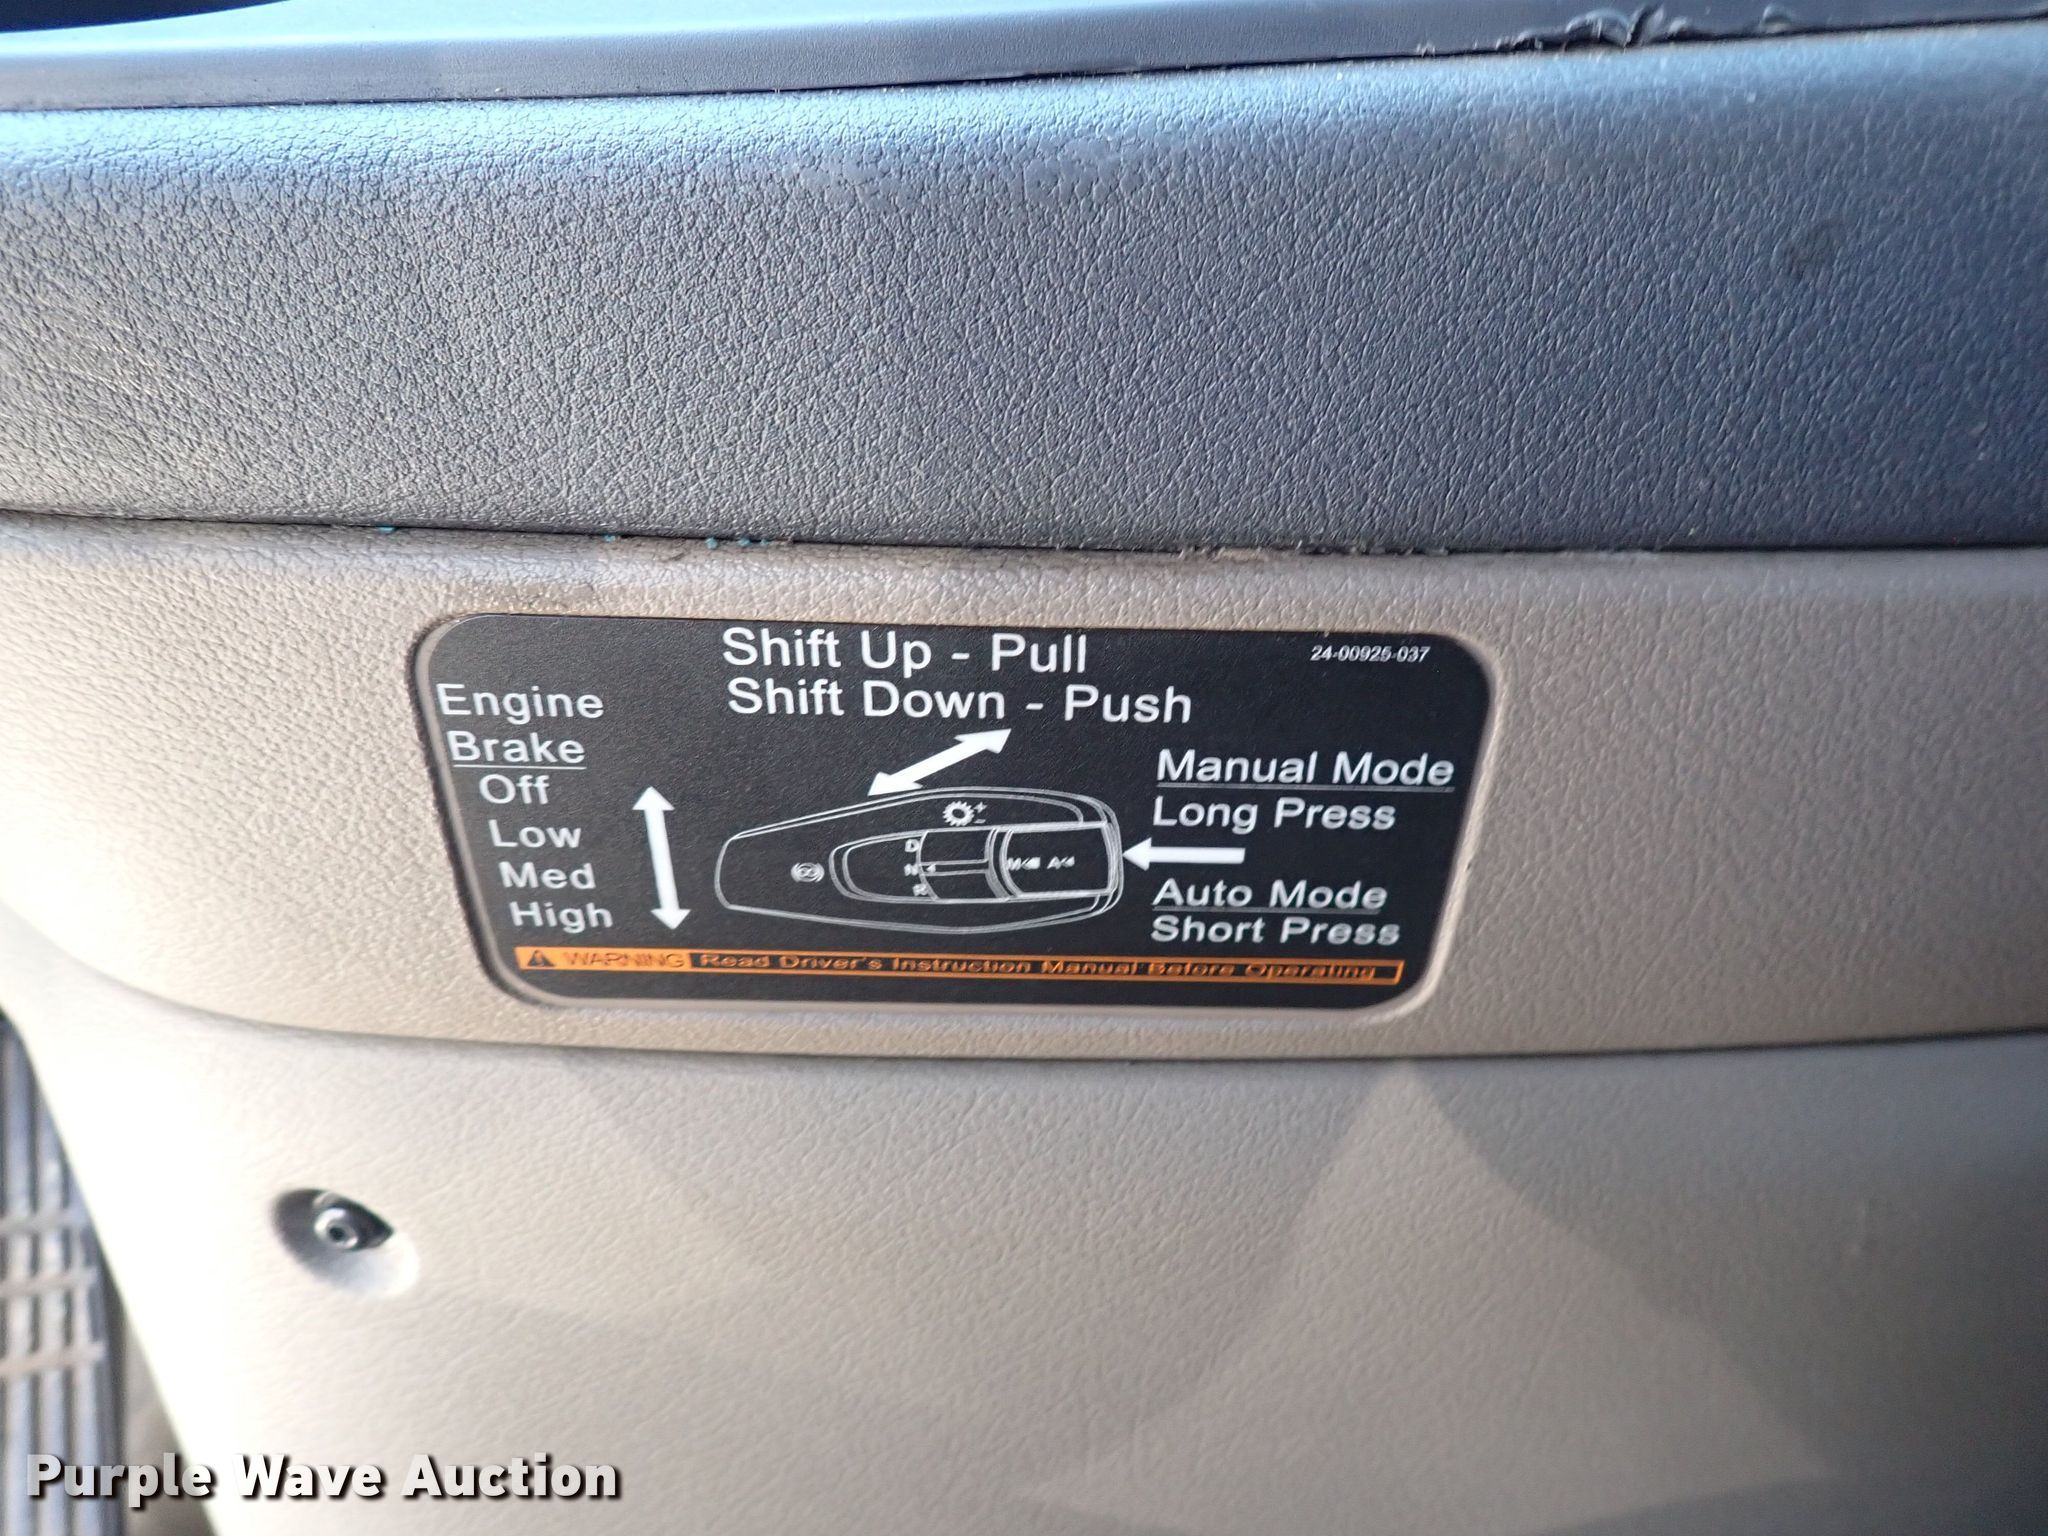 Shift Up - Pull
24-00925-037
Shift Down - Push
Engine
Brake
Off
Low
Med
High
Manual Mode
Long Press
Auto Mode
Short Press
+
-
D
N
R
M
A
WARNING Read Driver's Instruction Manual Before Operating
Purple Wave Auction